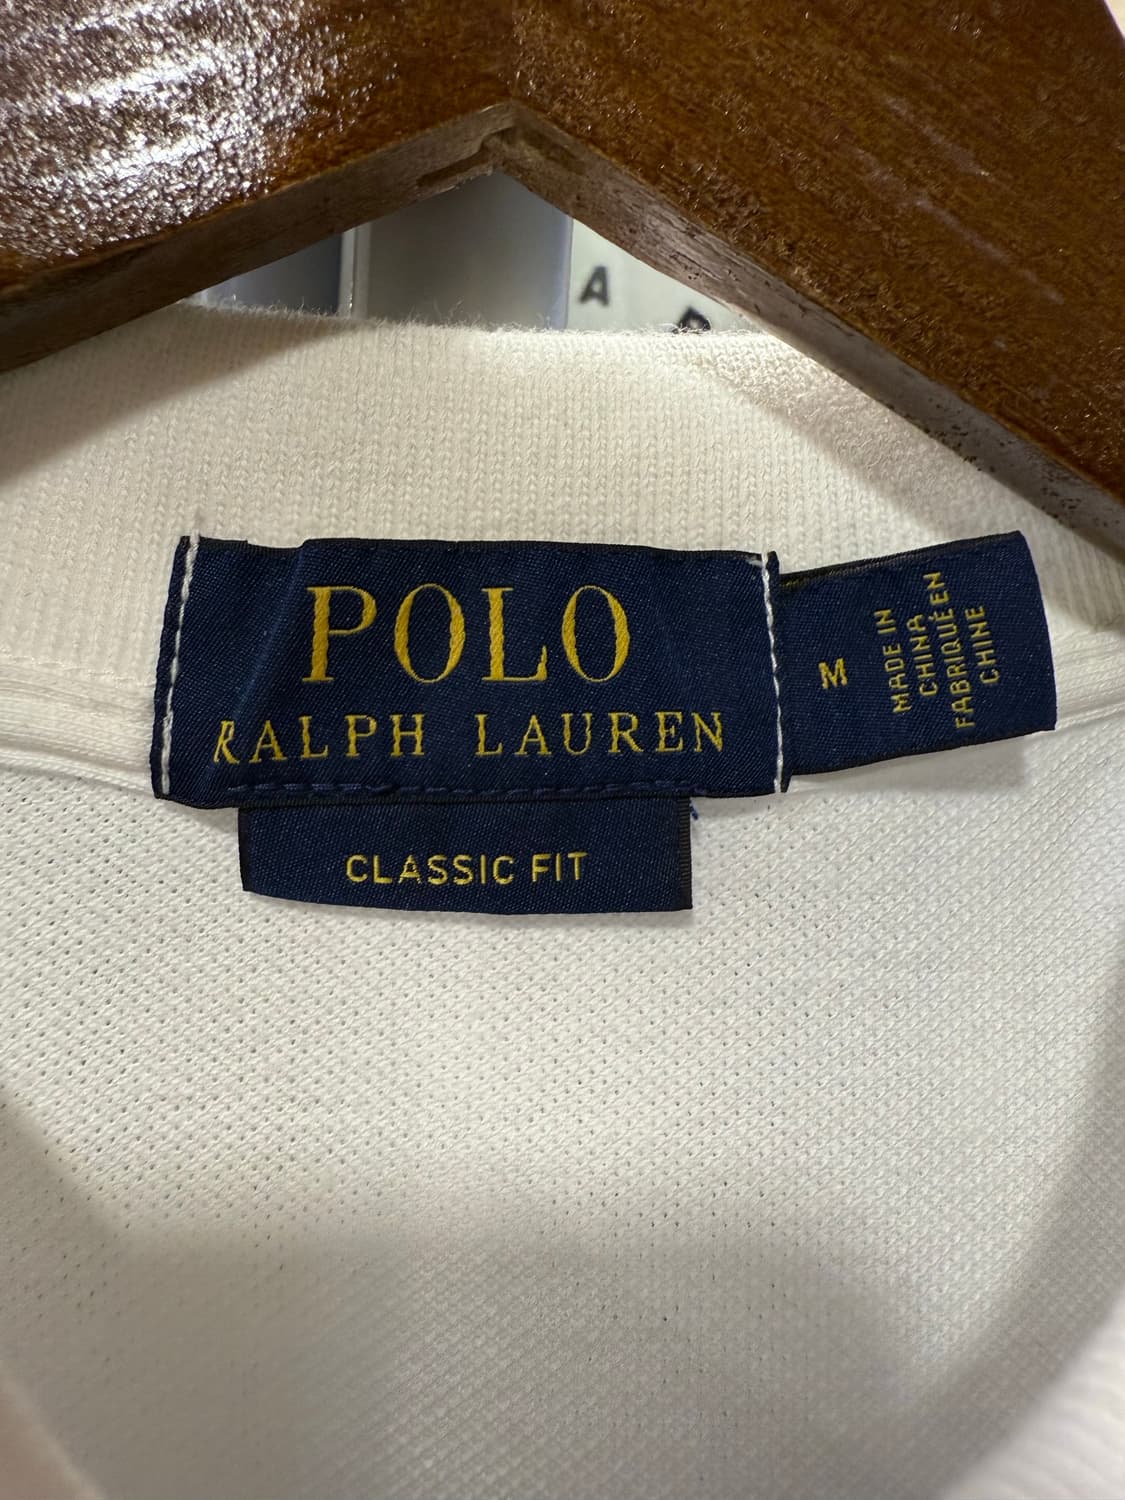 POLO
RALPH LAUREN
CLASSIC FIT
M
MADE IN
CHINA
FABRIQUÉ EN
CHINE
A